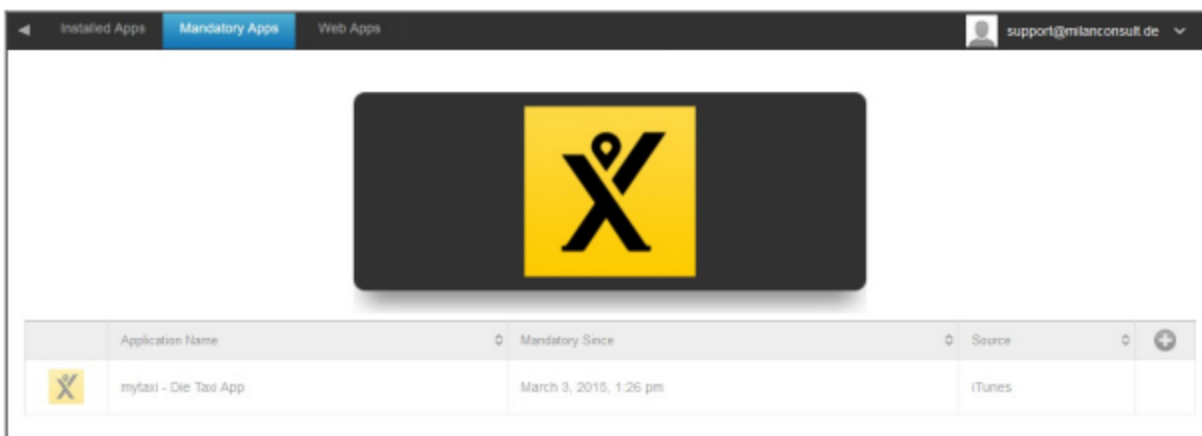 Installed Apps Mandatory Apps Web Apps support@milanconsult.de
Application Name Mandatory Since Source
mytaxi - Die Taxi App March 3, 2015, 1:26 pm iTunes